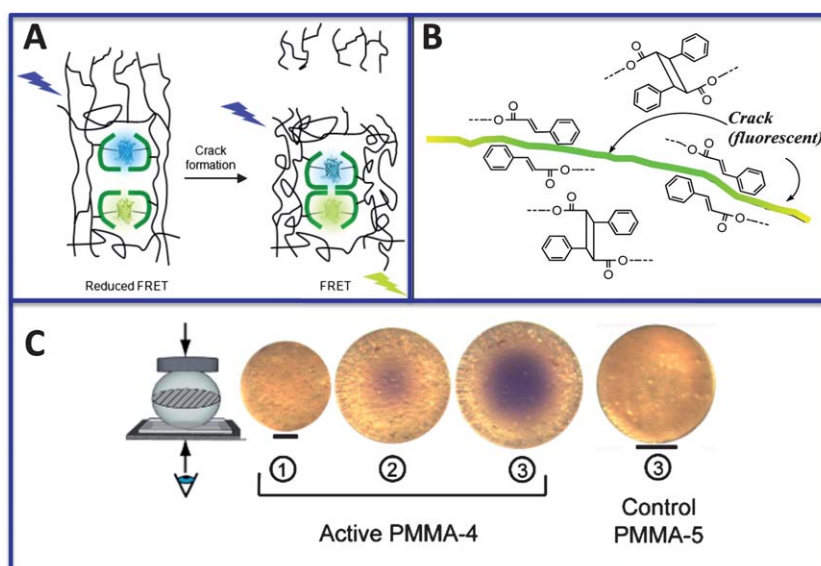 A
Crack
formation
Reduced FRET
FRET
B
O
O
O
O
O
O
Crack
(fluorescent)
O
O
O
O
O
O
O
O
O
O
C
1
2
3
3
Active PMMA-4
Control
PMMA-5